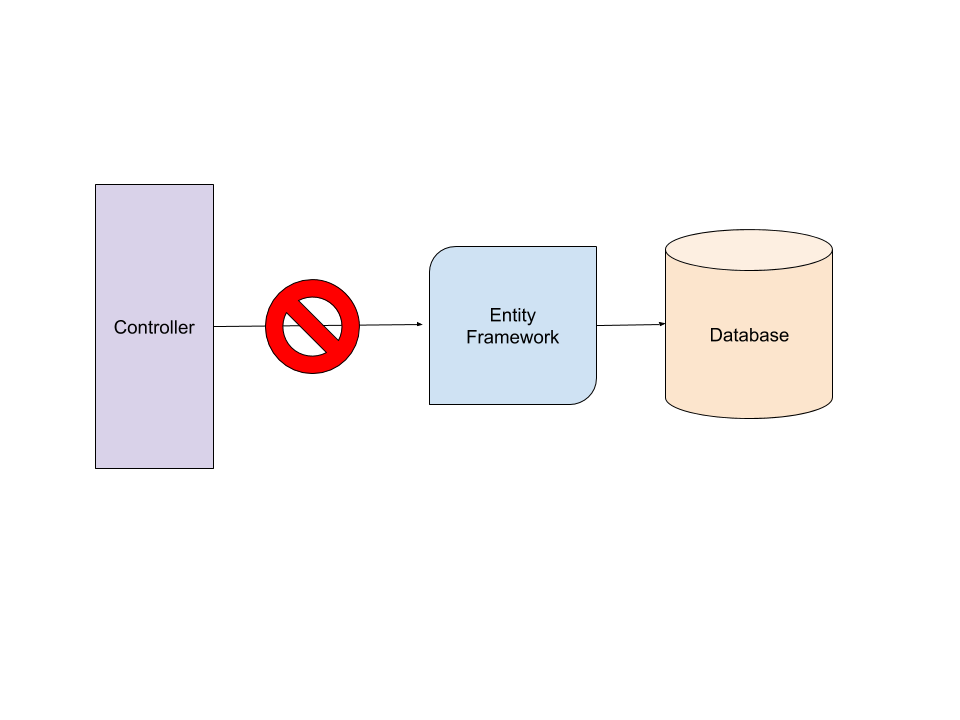 Controller
Entity
Framework
Database